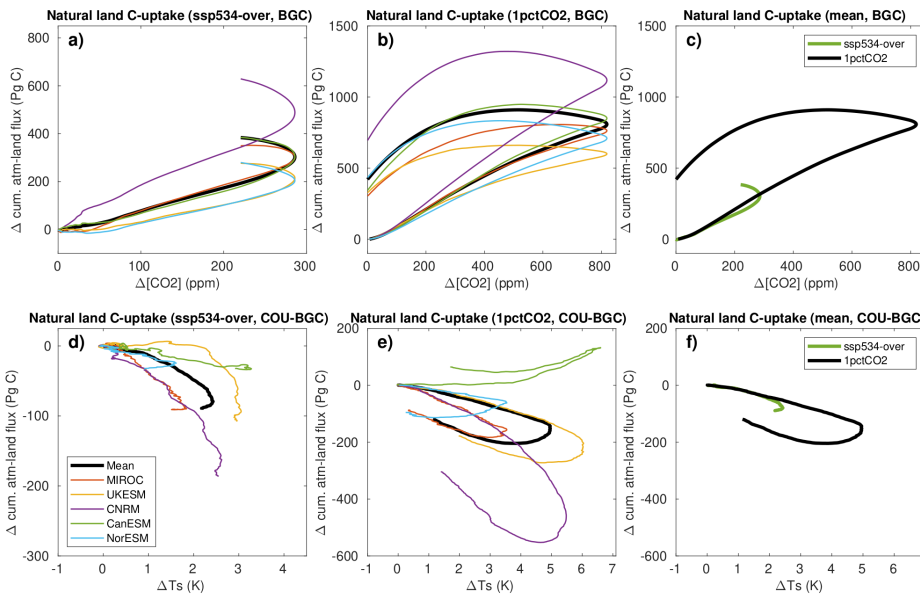 Natural land C-uptake (ssp534-over, BGC)
a)
Δ cum. atm-land flux (Pg C)
800
600
400
200
0
0 100 200 300
Δ[CO2] (ppm)
Natural land C-uptake (1pctCO2, BGC)
b)
Δ cum. atm-land flux (Pg C)
1500
1000
500
0
0 200 400 600 800
Δ[CO2] (ppm)
Natural land C-uptake (mean, BGC)
c)
ssp534-over
1pctCO2
Δ cum. atm-land flux (Pg C)
1500
1000
500
0
0 200 400 600 800
Δ[CO2] (ppm)
Natural land C-uptake (ssp534-over, COU-BGC)
d)
Δ cum. atm-land flux (Pg C)
0
-100
-200
-300
Mean
MIROC
UKESM
CNRM
CanESM
NorESM
-1 0 1 2 3 4
ΔTs (K)
Natural land C-uptake (1pctCO2, COU-BGC)
e)
Δ cum. atm-land flux (Pg C)
200
0
-200
-400
-600
-1 0 1 2 3 4 5 6 7
ΔTs (K)
Natural land C-uptake (mean, COU-BGC)
f)
ssp534-over
1pctCO2
Δ cum. atm-land flux (Pg C)
200
0
-200
-400
-600
-1 0 1 2 3 4 5 6
ΔTs (K)